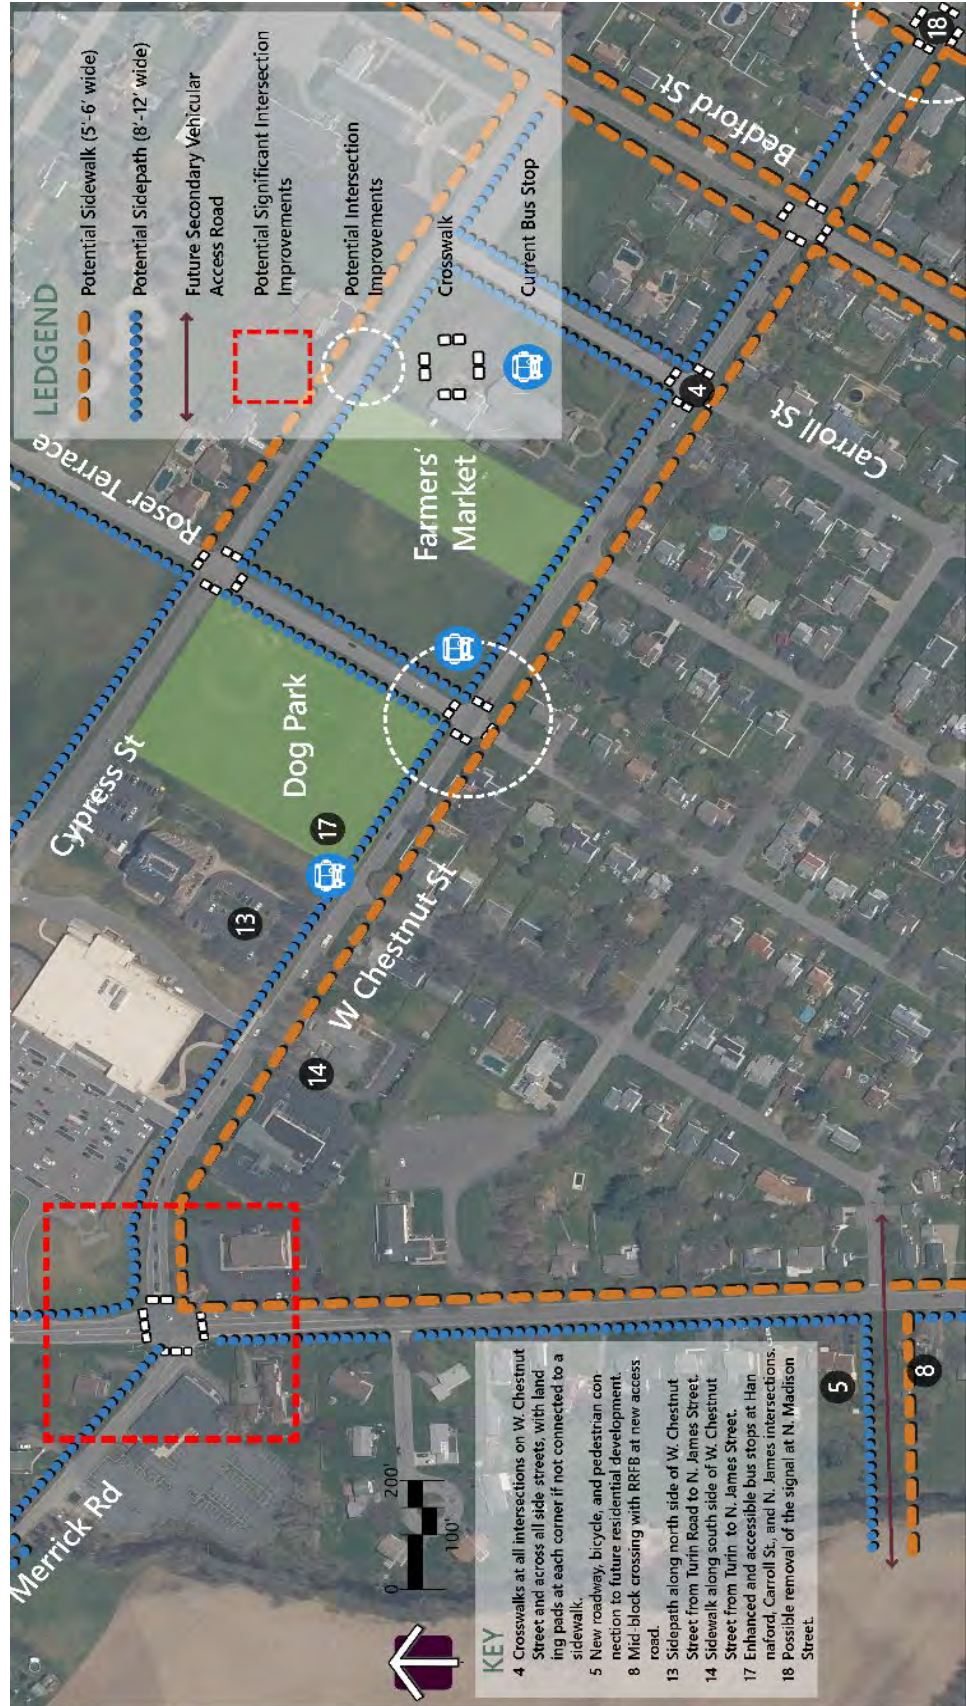 LEDGEND
Potential Sidewalk (5'-6' wide)
Potential Sidepath (8'-12' wide)
Future Secondary Vehicular
Access Road
Potential Significant Intersection
Improvements
Potential Intersection
Improvements
Crosswalk
Current Bus Stop
Merrick Rd
Cypress St
Roser Terrace
Dog Park
Farmers'
Market
W Chestnut St
Carroll St
Bedford St
13
14
17
4
18
5
8
0
100'
200'
KEY
4 Crosswalks at all intersections on W. Chestnut
Street and across all side streets, with land
ing pads at each corner if not connected to a
sidewalk.
5 New roadway, bicycle, and pedestrian con
nection to future residential development.
8 Mid-block crossing with RRFB at new access
road.
13 Sidepath along north side of W. Chestnut
Street from Turin Road to N. James Street.
14 Sidewalk along south side of W. Chestnut
Street from Turin to N. James Street.
17 Enhanced and accessible bus stops at Han
naford, Carroll St., and N. James intersections.
18 Possible removal of the signal at N. Madison
Street.